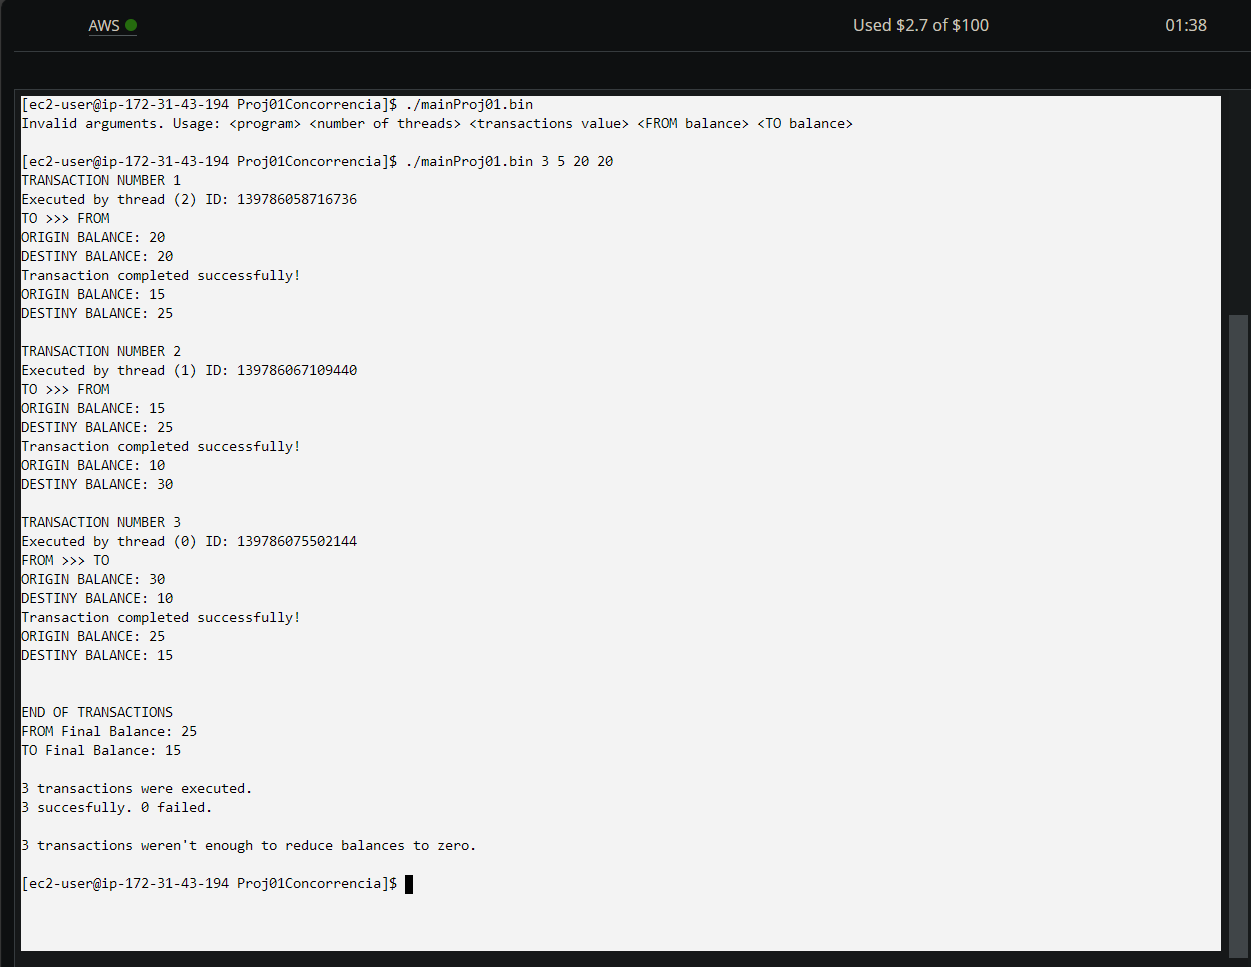 AWS
Used $2.7 of $100
01:38
[ec2-user@ip-172-31-43-194 Proj01Concorrencia]$ ./mainProj01.bin
Invalid arguments. Usage: <program> <number of threads> <transactions value> <FROM balance> <TO balance>
[ec2-user@ip-172-31-43-194 Proj01Concorrencia]$ ./mainProj01.bin 3 5 20 20
TRANSACTION NUMBER 1
Executed by thread (2) ID: 139786058716736
TO >>> FROM
ORIGIN BALANCE: 20
DESTINY BALANCE: 20
Transaction completed successfully!
ORIGIN BALANCE: 15
DESTINY BALANCE: 25
TRANSACTION NUMBER 2
Executed by thread (1) ID: 139786067109440
TO >>> FROM
ORIGIN BALANCE: 15
DESTINY BALANCE: 25
Transaction completed successfully!
ORIGIN BALANCE: 10
DESTINY BALANCE: 30
TRANSACTION NUMBER 3
Executed by thread (0) ID: 139786075502144
FROM >>> TO
ORIGIN BALANCE: 30
DESTINY BALANCE: 10
Transaction completed successfully!
ORIGIN BALANCE: 25
DESTINY BALANCE: 15
END OF TRANSACTIONS
FROM Final Balance: 25
TO Final Balance: 15
3 transactions were executed.
3 succesfully. 0 failed.
3 transactions weren't enough to reduce balances to zero.
[ec2-user@ip-172-31-43-194 Proj01Concorrencia]$